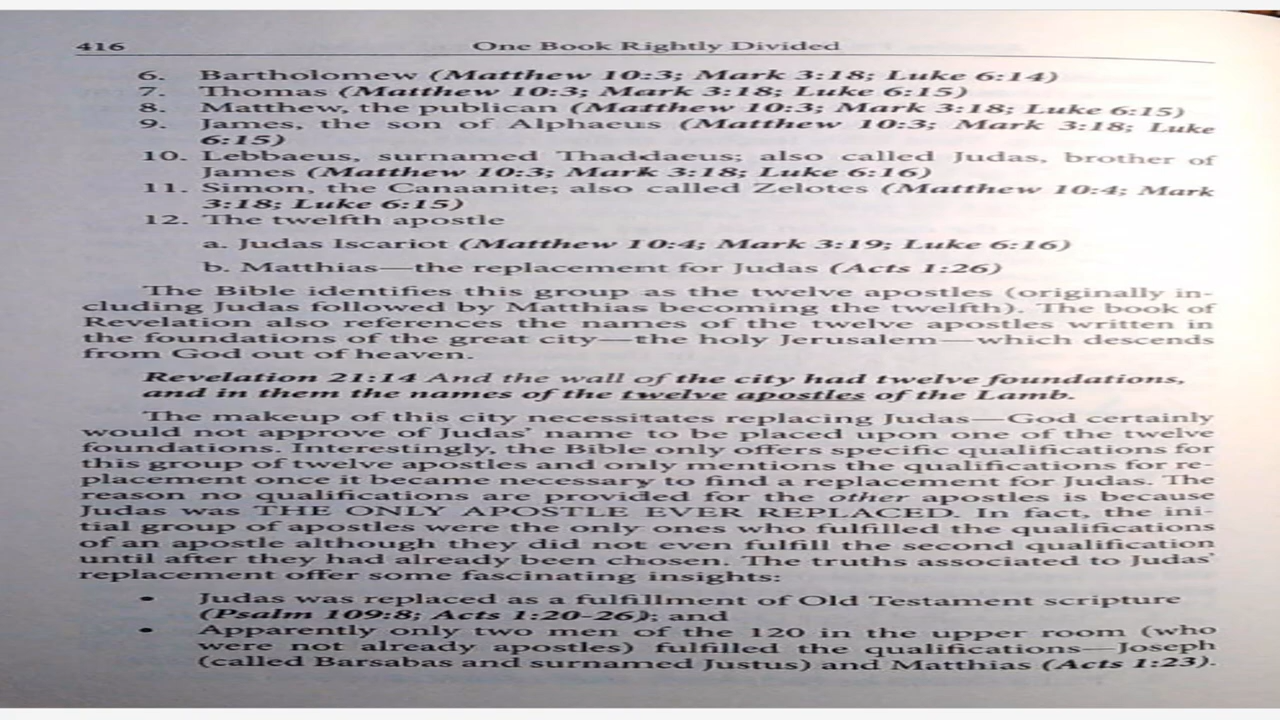 416 One Book Rightly Divided
6. Bartholomew (Matthew 10:3; Mark 3:18; Luke 6:14)
7. Thomas (Matthew 10:3; Mark 3:18; Luke 6:15)
8. Matthew, the publican (Matthew 10:3; Mark 3:18; Luke 6:15)
9. James, the son of Alphaeus (Matthew 10:3; Mark 3:18; Luke
6:15)
10. Lebbaeus, surnamed Thaddaeus; also called Judas, brother of
James (Matthew 10:3; Mark 3:18; Luke 6:16)
11. Simon, the Canaanite; also called Zelotes (Matthew 10:4; Mark
3:18; Luke 6:15)
12. The twelfth apostle
a. Judas Iscariot (Matthew 10:4; Mark 3:19; Luke 6:16)
b. Matthias—the replacement for Judas (Acts 1:26)
The Bible identifies this group as the twelve apostles (originally in-
cluding Judas followed by Matthias becoming the twelfth). The book of
Revelation also references the names of the twelve apostles written in
the foundations of the great city—the holy Jerusalem—which descends
from God out of heaven.
Revelation 21:14 And the wall of the city had twelve foundations,
and in them the names of the twelve apostles of the Lamb.
The makeup of this city necessitates replacing Judas—God certainly
would not approve of Judas' name to be placed upon one of the twelve
foundations. Interestingly, the Bible only offers specific qualifications for
this group of twelve apostles and only mentions the qualifications for re-
placement once it became necessary to find a replacement for Judas. The
reason no qualifications are provided for the other apostles is because
Judas was THE ONLY APOSTLE EVER REPLACED. In fact, the ini-
tial group of apostles were the only ones who fulfilled the qualifications
of an apostle although they did not even fulfill the second qualification
until after they had already been chosen. The truths associated to Judas'
replacement offer some fascinating insights:
• Judas was replaced as a fulfillment of Old Testament scripture
(Psalm 109:8; Acts 1:20-26); and
• Apparently only two men of the 120 in the upper room (who
were not already apostles) fulfilled the qualifications—Joseph
(called Barsabas and surnamed Justus) and Matthias (Acts 1:23).